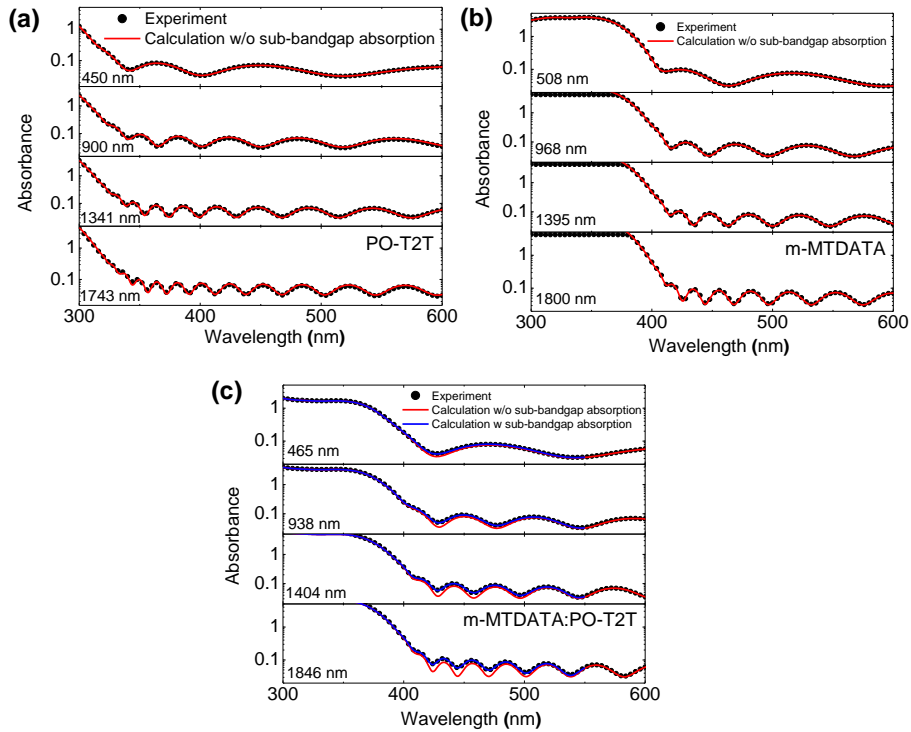 (a)
Experiment
Calculation w/o sub-bandgap absorption
1
0.1
450 nm
1
0.1
900 nm
1
0.1
1341 nm
PO-T2T
1
0.1
1743 nm
300 400 500 600
Wavelength (nm)
Absorbance
(b)
Experiment
Calculation w/o sub-bandgap absorption
1
0.1
508 nm
1
0.1
968 nm
1
0.1
1395 nm
m-MTDATA
1
0.1
1800 nm
300 400 500 600
Wavelength (nm)
Absorbance
(c)
Experiment
Calculation w/o sub-bandgap absorption
Calculation w sub-bandgap absorption
1
0.1
465 nm
1
0.1
938 nm
1
0.1
1404 nm
m-MTDATA:PO-T2T
1
0.1
1846 nm
300 400 500 600
Wavelength (nm)
Absorbance